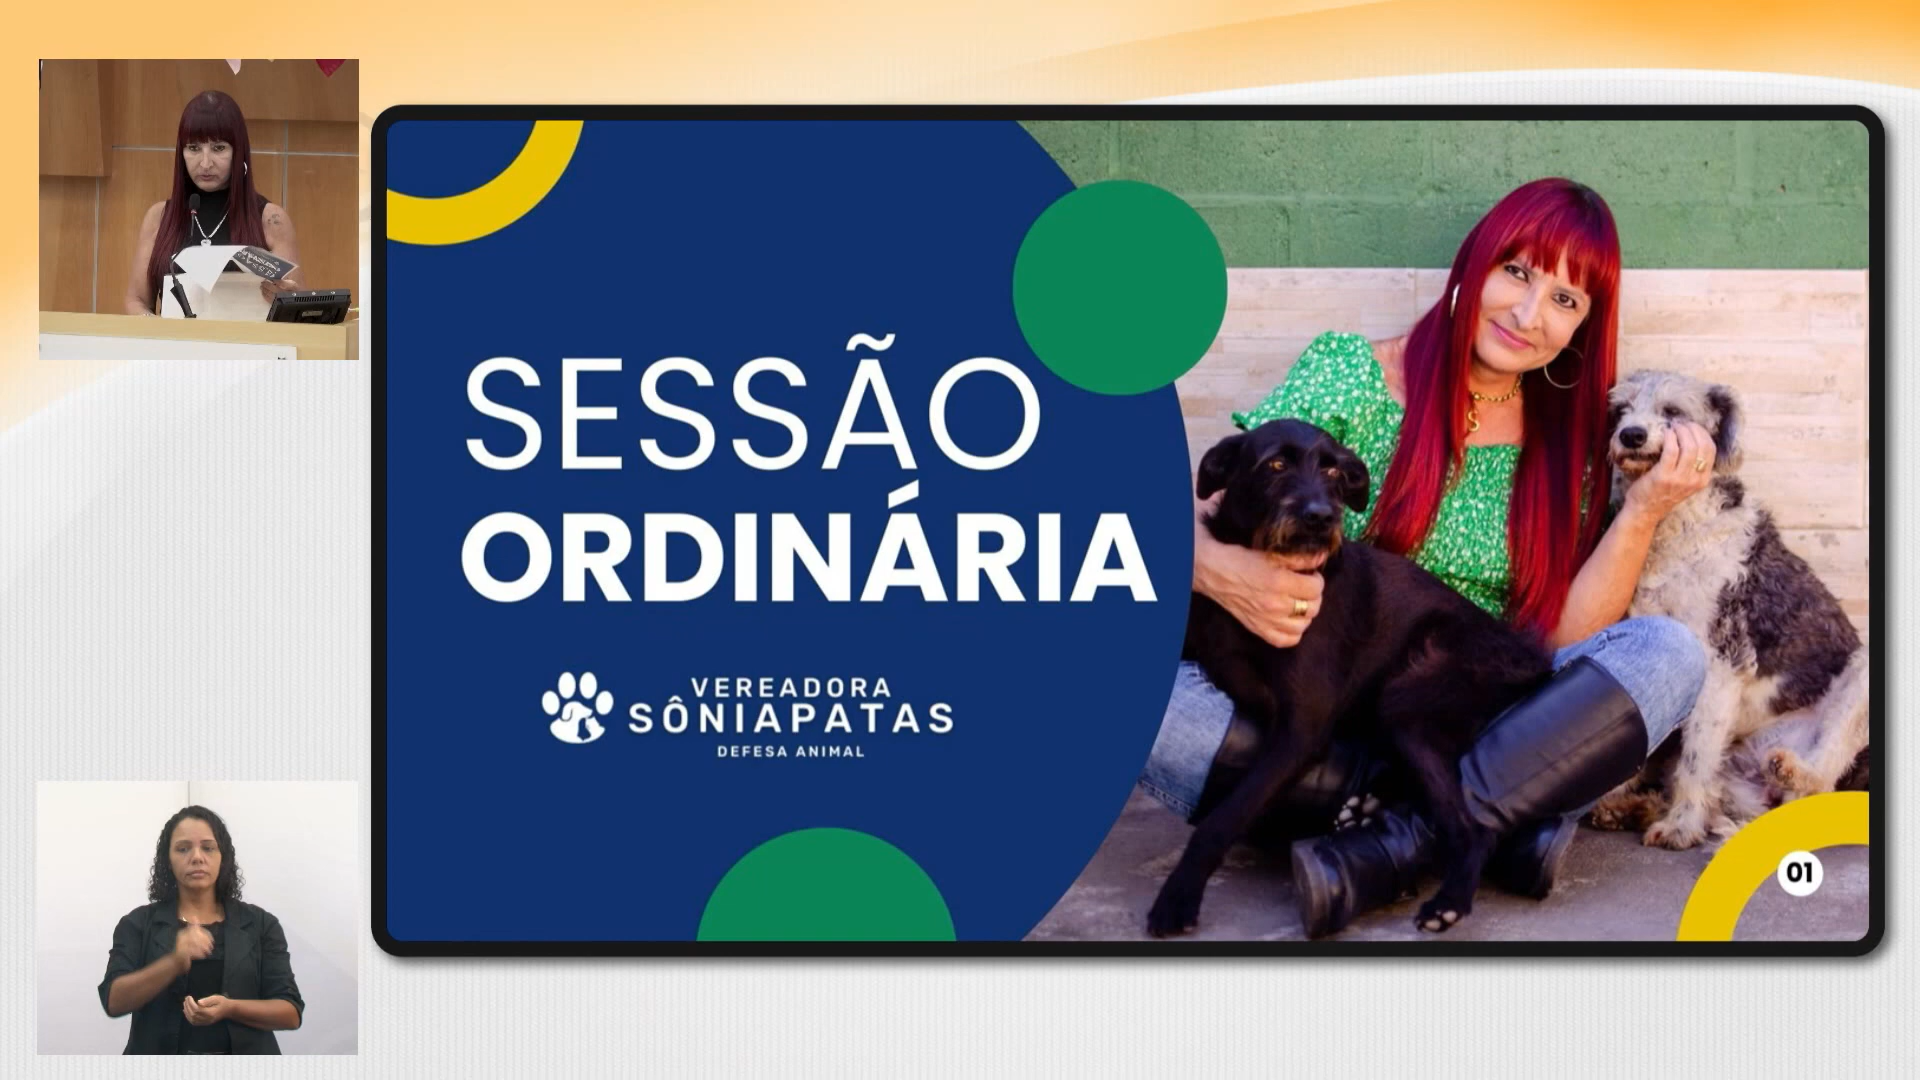 SESSÃO
ORDINÁRIA
VEREADORA
SÔNIAPATAS
DEFESA ANIMAL
01